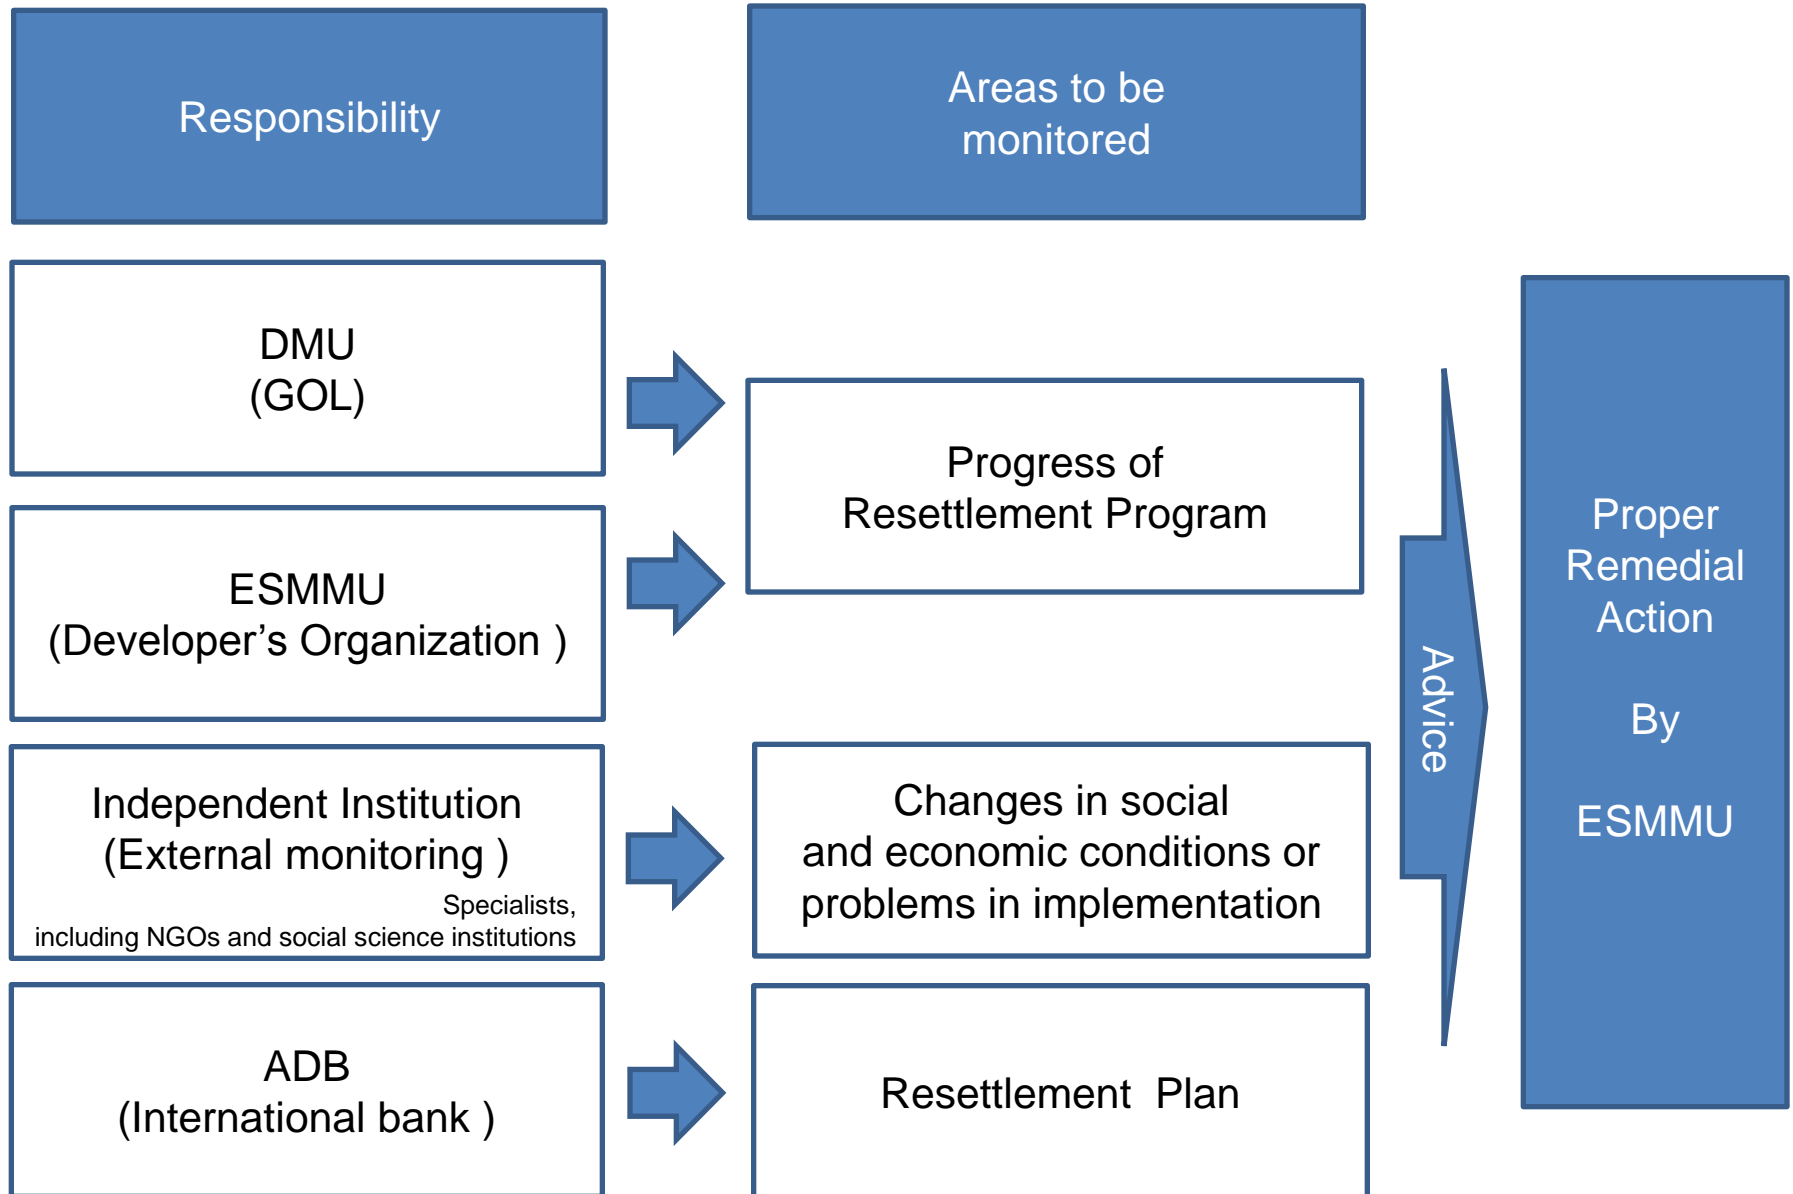 Responsibility
Areas to be
monitored
DMU
(GOL)
ESMMU
(Developer’s Organization )
Progress of
Resettlement Program
Independent Institution
(External monitoring )
Specialists,
including NGOs and social science institutions
Changes in social
and economic conditions or
problems in implementation
ADB
(International bank )
Resettlement  Plan
Advice
Proper
Remedial
Action
By
ESMMU